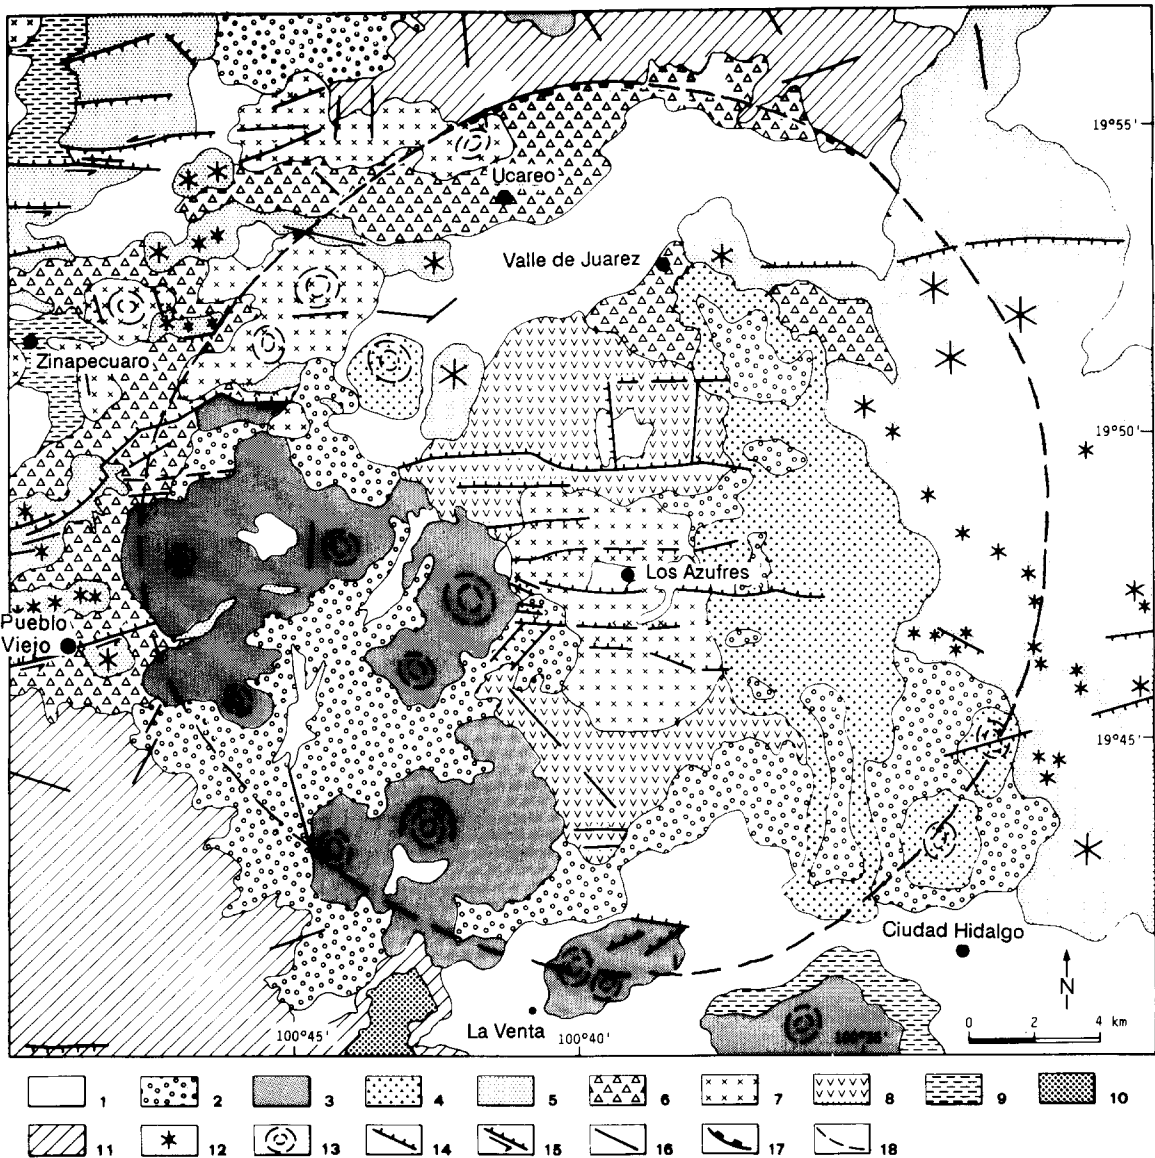 19°55'
Ucareo
Valle de Juarez
Zinapecuaro
19°50'
Los Azufres
Pueblo
Viejo
19°45'
Ciudad Hidalgo
N
La Venta
100°45'
100°40'
0 2 4 km
1 2 3 4 5 6 7 8 9 10
11 12 13 14 15 16 17 18